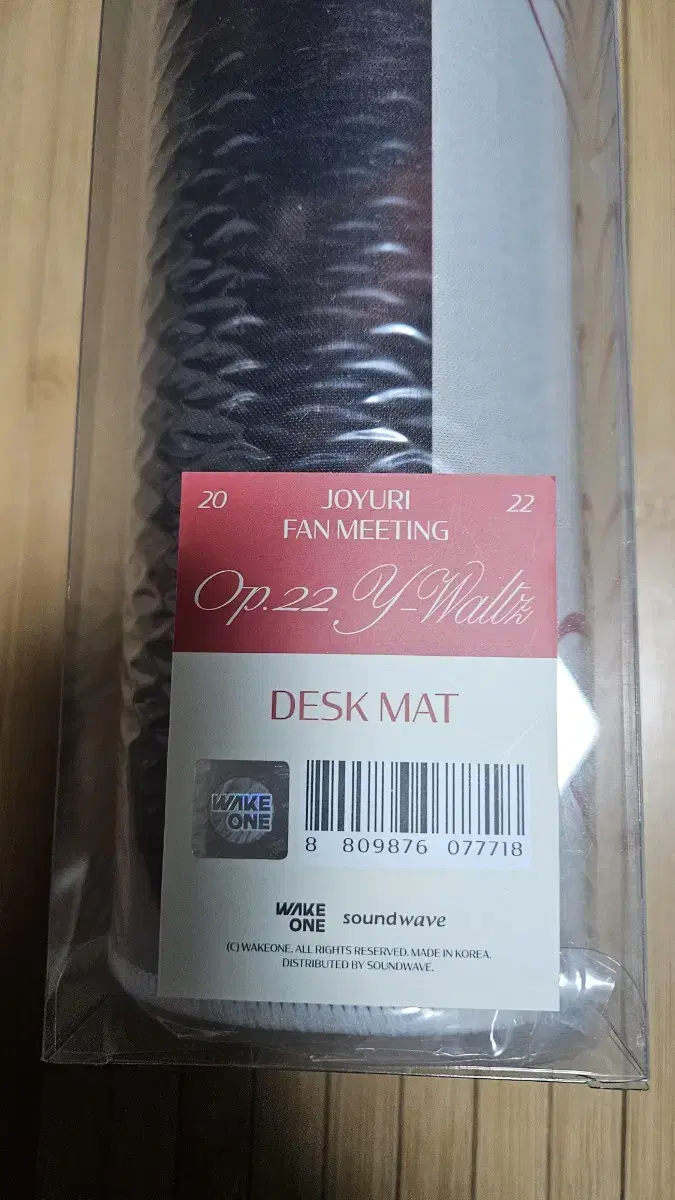 20 JOYURI 22
FAN MEETING
Op.22 Y-Waltz
DESK MAT
WAKE
ONE
8 809876 077718
WAKE
ONE
soundwave
(C) WAKEONE. ALL RIGHTS RESERVED. MADE IN KOREA.
DISTRIBUTED BY SOUNDWAVE.